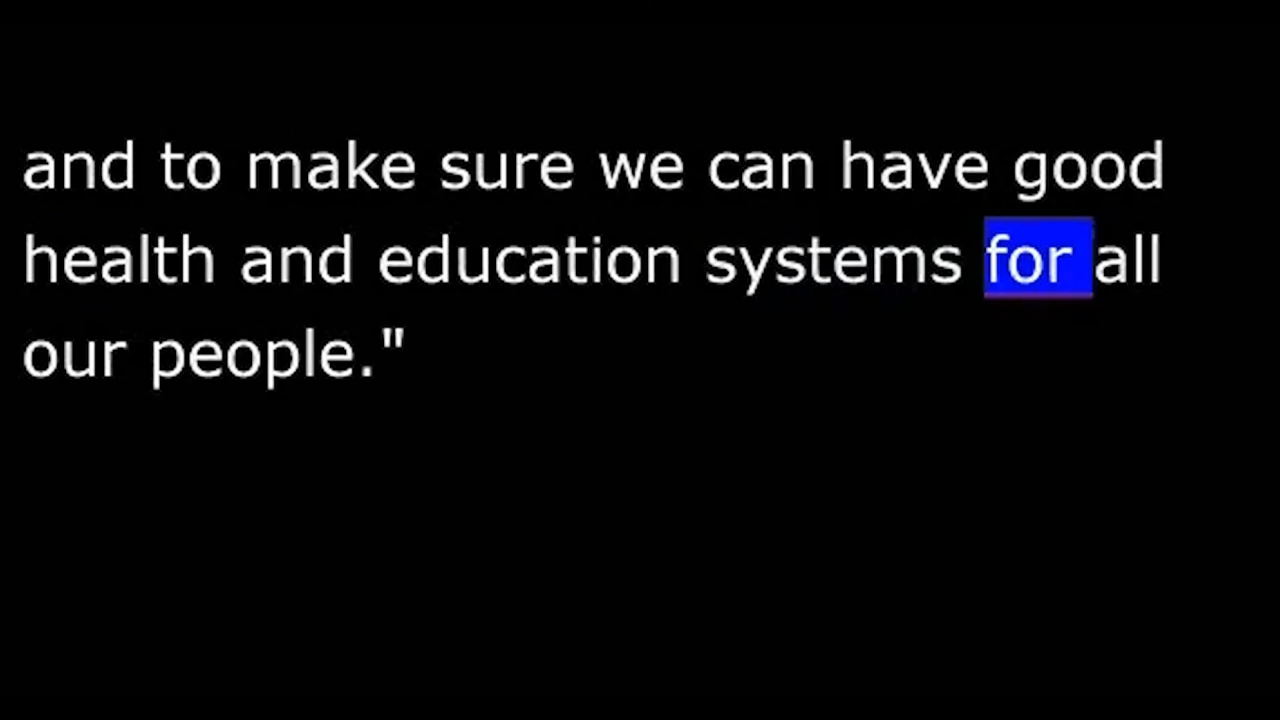 and to make sure we can have good
health and education systems for all
our people."